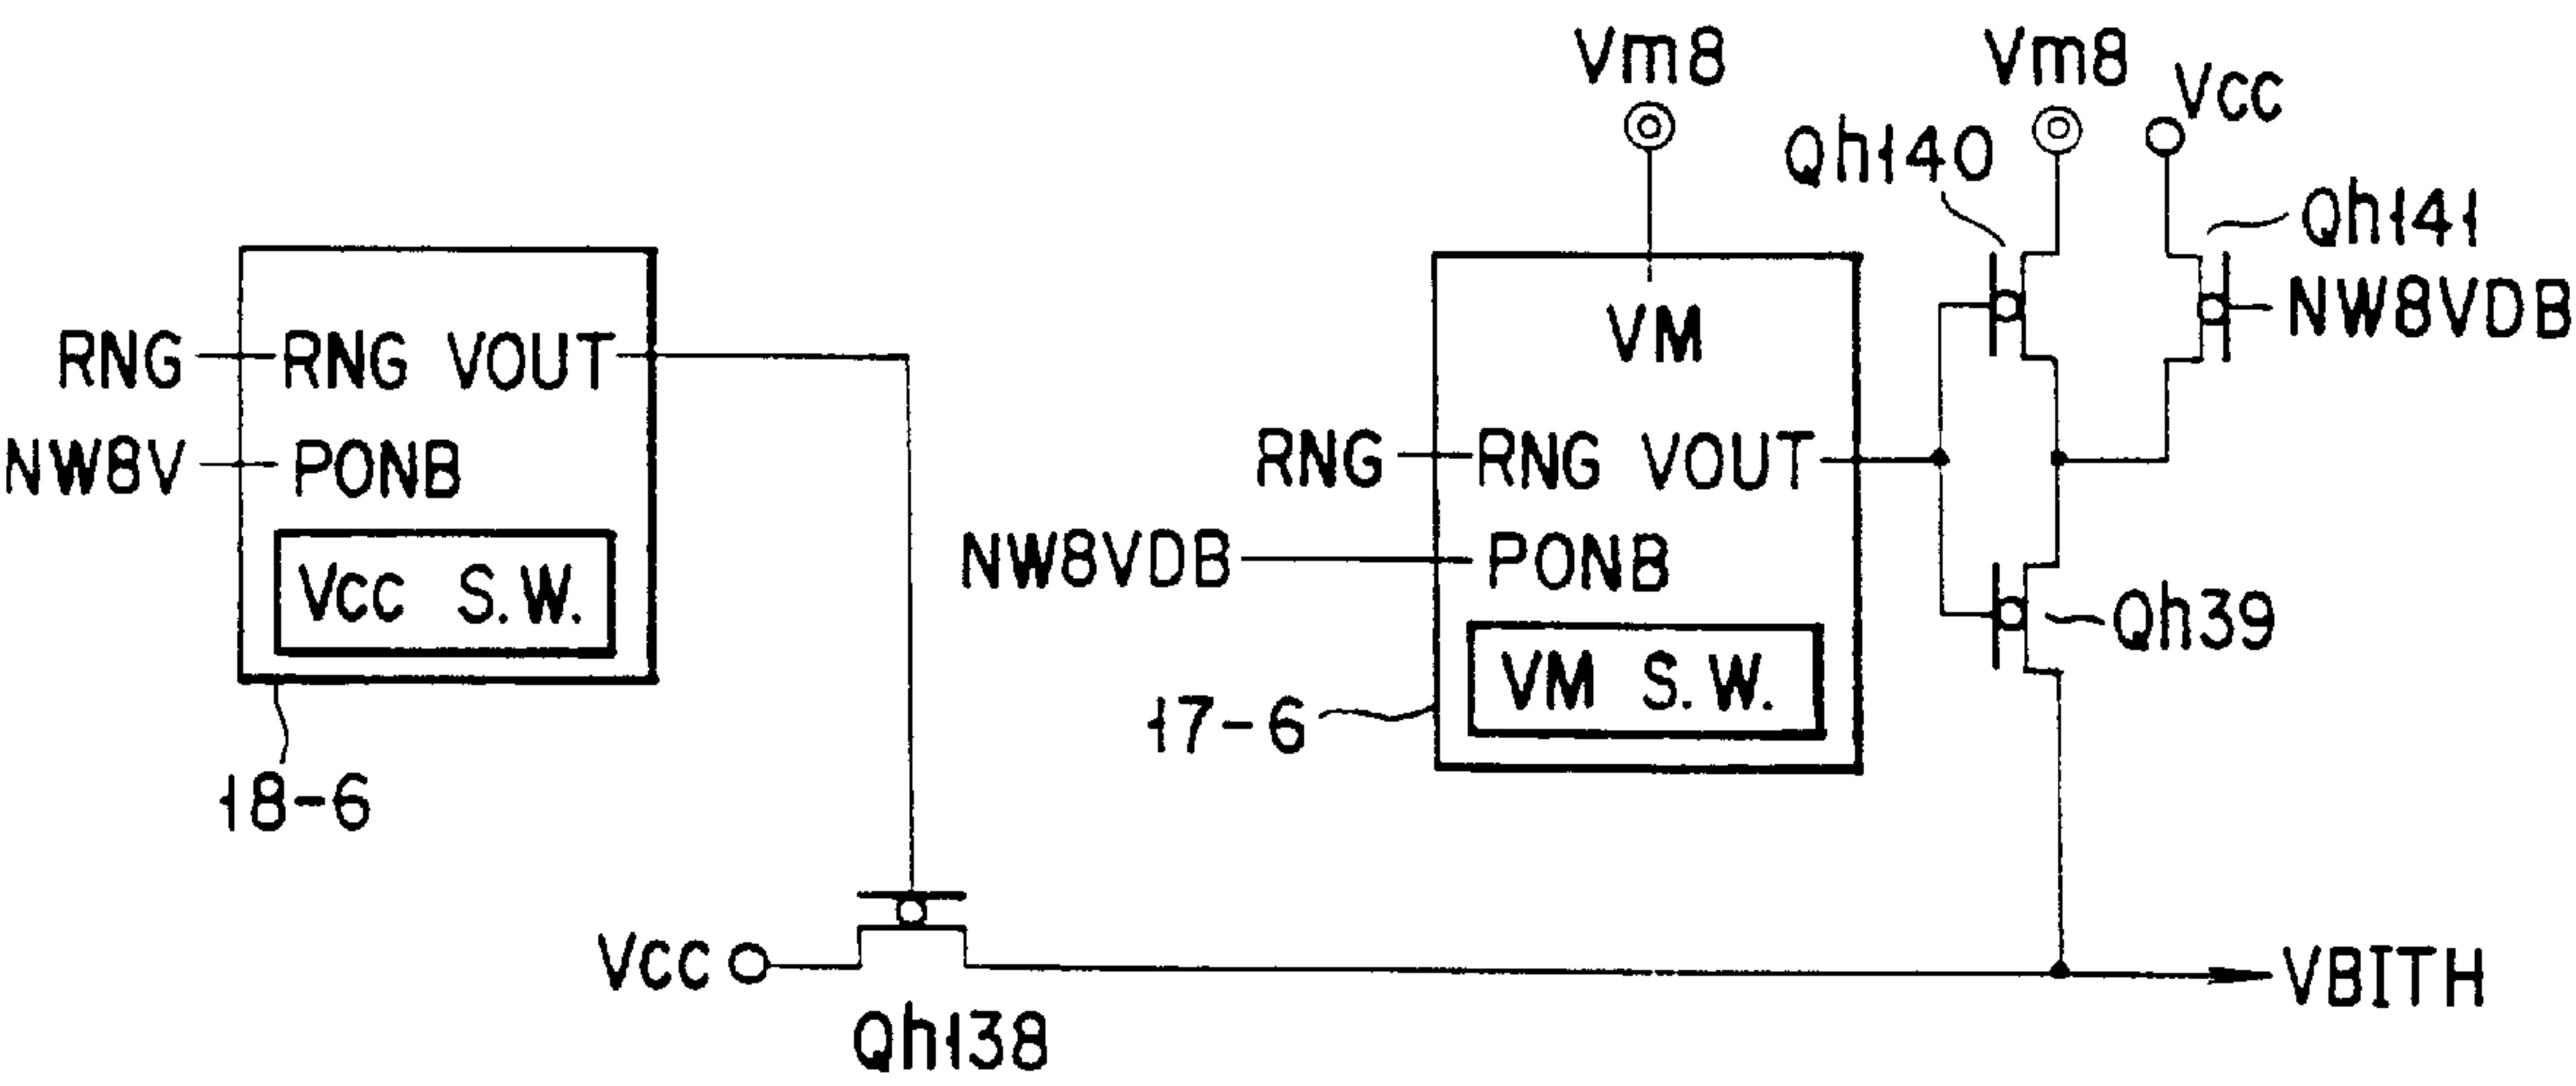 Vm8
Vm8
Vcc
Qh140
Qh141
NW8VDB
RNG
RNG VOUT
NW8V
PONB
Vcc S.W.
18-6
VM
RNG
RNG VOUT
NW8VDB
PONB
VM S.W.
17-6
Qh39
Vcc
Qh138
VBITH